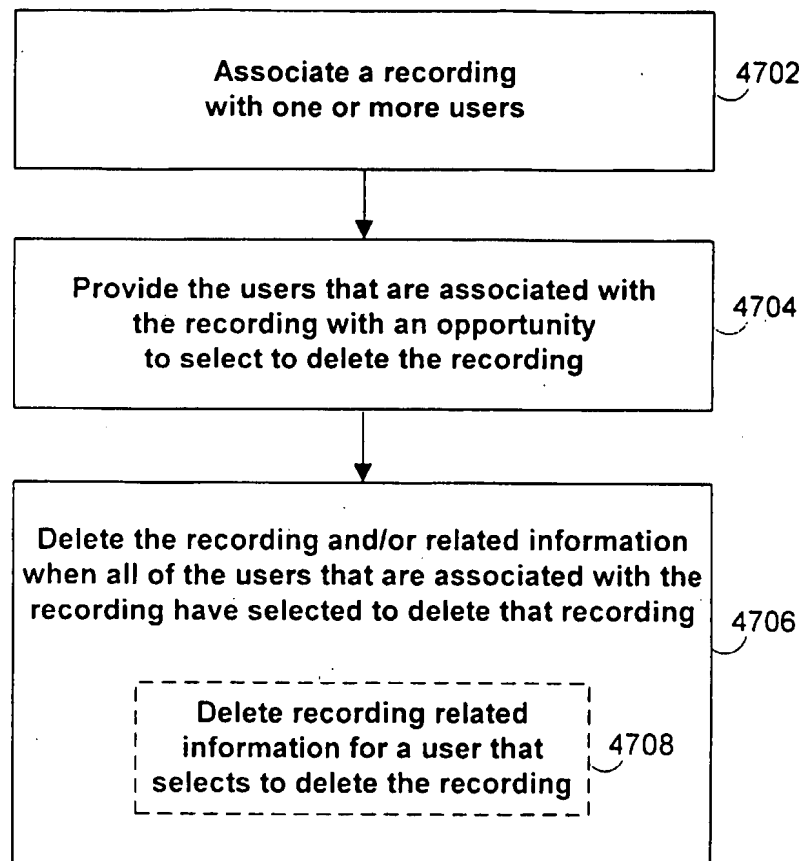 Associate a recording
with one or more users
4702
Provide the users that are associated with
the recording with an opportunity
to select to delete the recording
4704
Delete the recording and/or related information
when all of the users that are associated with the
recording have selected to delete that recording
4706
Delete recording related
information for a user that
selects to delete the recording
4708